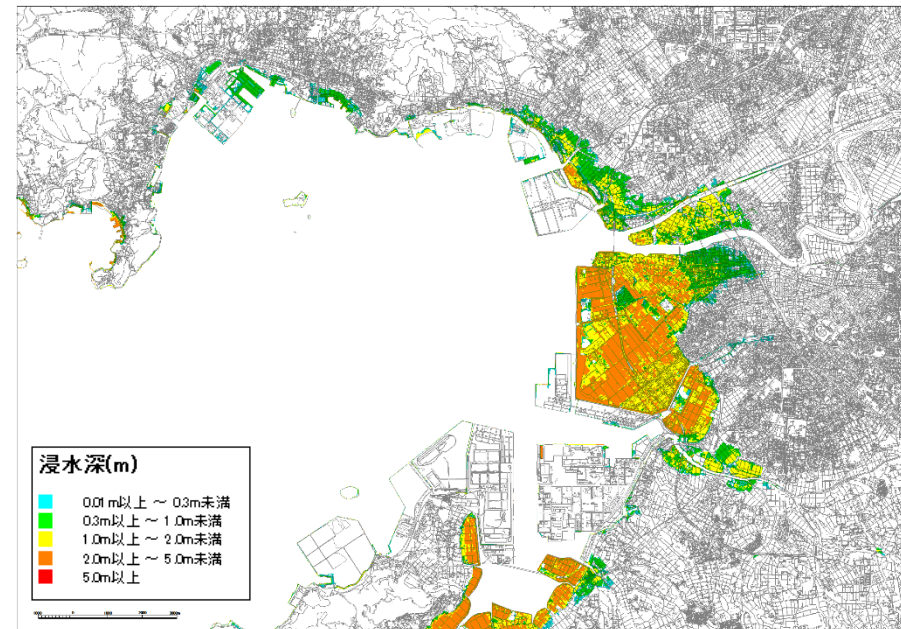 浸水深(m)
0.01m以上 ～ 0.3m未満
0.3m以上 ～ 1.0m未満
1.0m以上 ～ 2.0m未満
2.0m以上 ～ 5.0m未満
5.0m以上